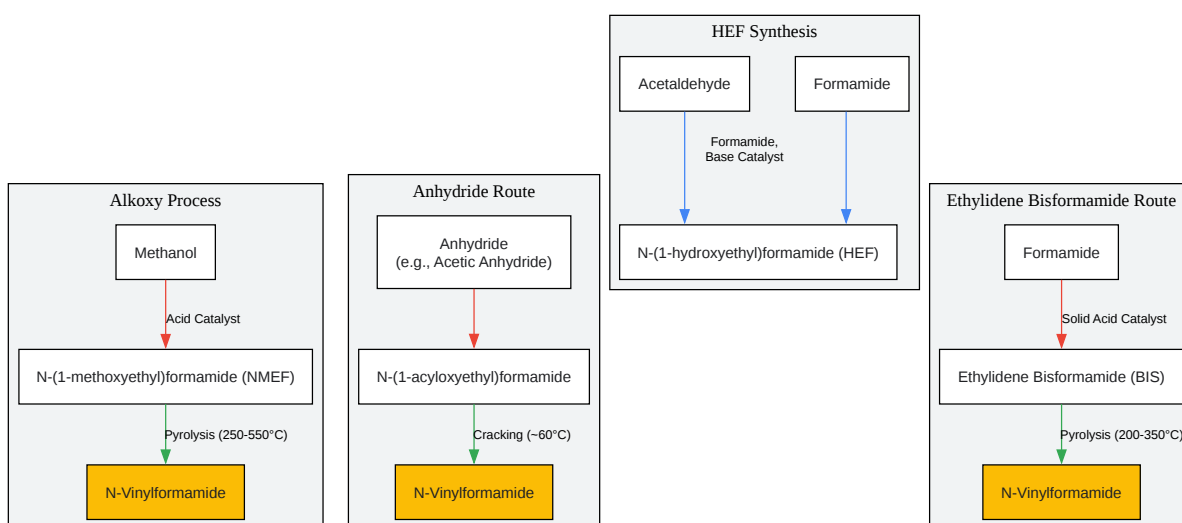 HEF Synthesis
Acetaldehyde
Formamide
Formamide,
Base Catalyst
N-(1-hydroxyethyl)formamide (HEF)
Alkoxy Process
Methanol
Acid Catalyst
N-(1-methoxyethyl)formamide (NMEF)
Pyrolysis (250-550°C)
N-Vinylformamide
Anhydride Route
Anhydride
(e.g., Acetic Anhydride)
N-(1-acyloxyethyl)formamide
Cracking (~60°C)
N-Vinylformamide
Ethylidene Bisformamide Route
Formamide
Solid Acid Catalyst
Ethylidene Bisformamide (BIS)
Pyrolysis (200-350°C)
N-Vinylformamide